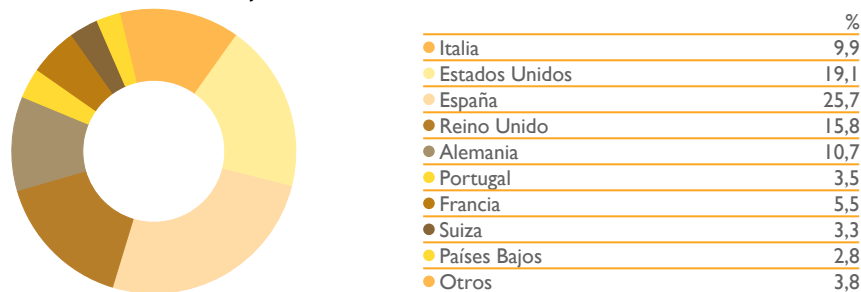 %
Italia 9,9
Estados Unidos 19,1
España 25,7
Reino Unido 15,8
Alemania 10,7
Portugal 3,5
Francia 5,5
Suiza 3,3
Países Bajos 2,8
Otros 3,8